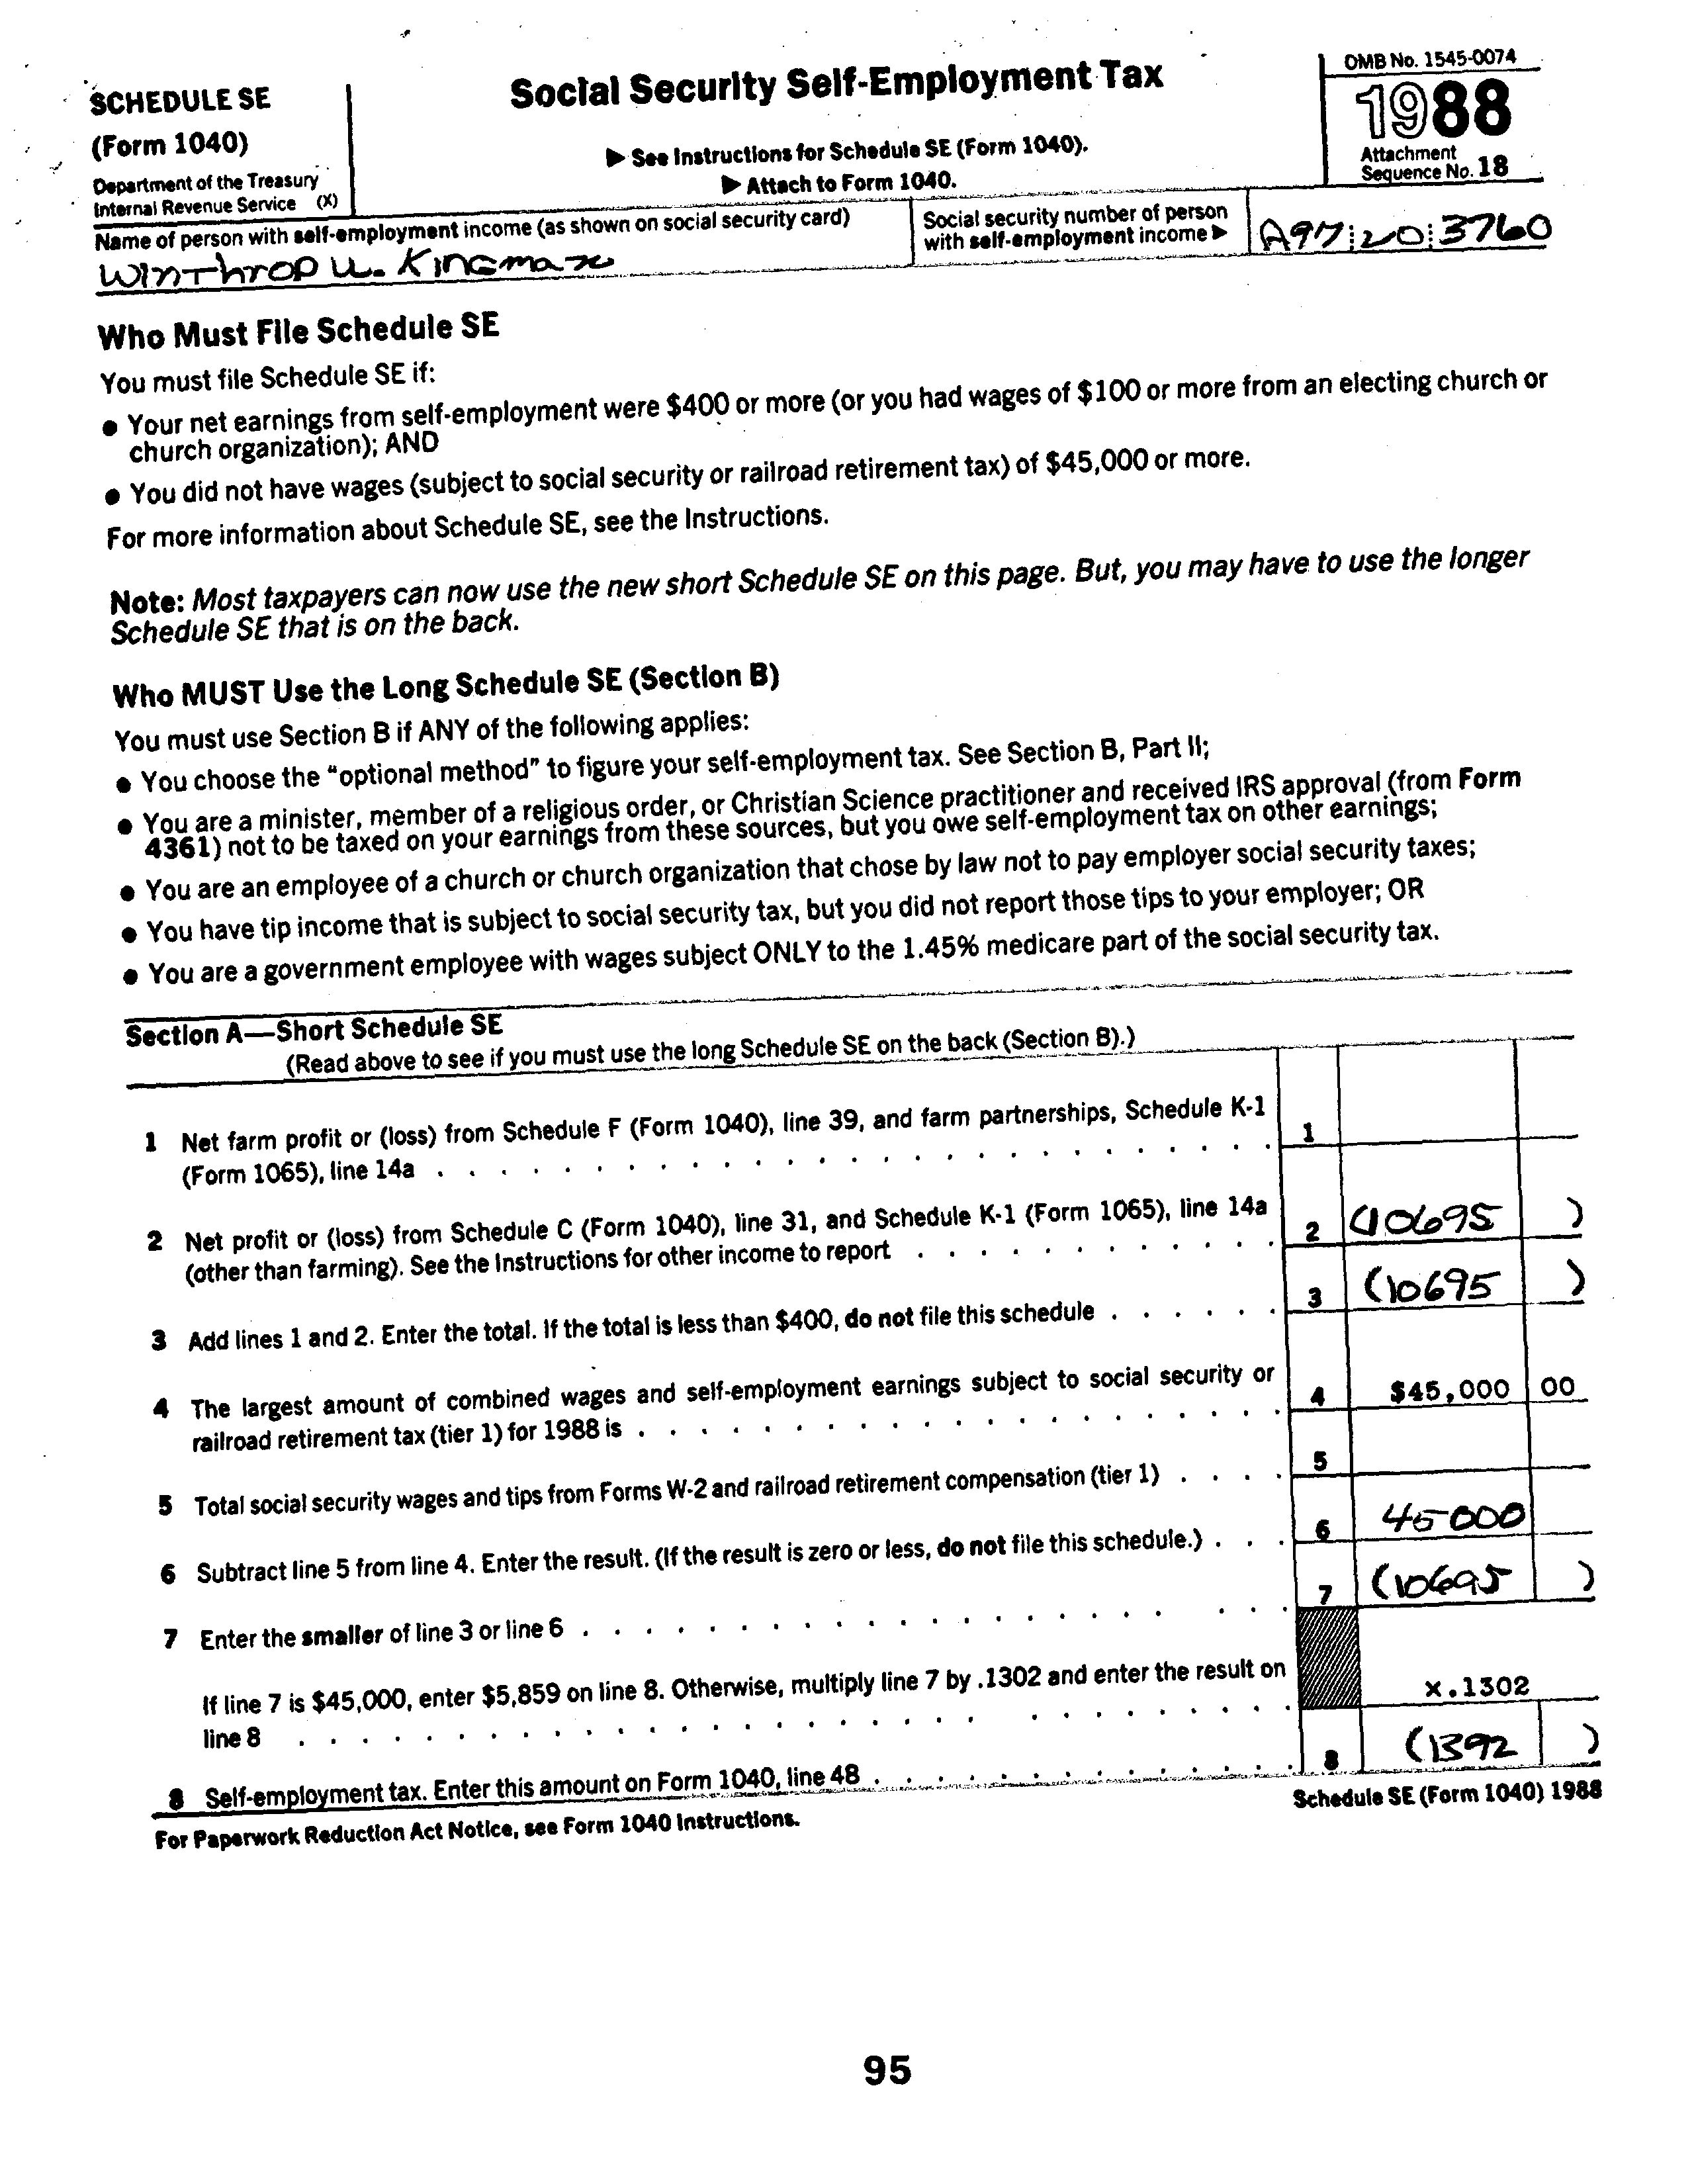 SCHEDULE SE
(Form 1040)
Department of the Treasury
Internal Revenue Service (X)
Social Security Self-Employment Tax
▶ See Instructions for Schedule SE (Form 1040).
▶ Attach to Form 1040.
OMB No. 1545-0074
1988
Attachment
Sequence No. 18
Name of person with self-employment income (as shown on social security card)
Winthrop U. Kingman
Social security number of person
with self-employment income ▶
A97 20 3760
Who Must File Schedule SE
You must file Schedule SE if:
● Your net earnings from self-employment were $400 or more (or you had wages of $100 or more from an electing church or
church organization); AND
● You did not have wages (subject to social security or railroad retirement tax) of $45,000 or more.
For more information about Schedule SE, see the Instructions.
Note: Most taxpayers can now use the new short Schedule SE on this page. But, you may have to use the longer
Schedule SE that is on the back.
Who MUST Use the Long Schedule SE (Section B)
You must use Section B if ANY of the following applies:
● You choose the "optional method" to figure your self-employment tax. See Section B, Part II;
● You are a minister, member of a religious order, or Christian Science practitioner and received IRS approval (from Form
4361) not to be taxed on your earnings from these sources, but you owe self-employment tax on other earnings;
● You are an employee of a church or church organization that chose by law not to pay employer social security taxes;
● You have tip income that is subject to social security tax, but you did not report those tips to your employer; OR
● You are a government employee with wages subject ONLY to the 1.45% medicare part of the social security tax.
Section A—Short Schedule SE
(Read above to see if you must use the long Schedule SE on the back (Section B).)
1 Net farm profit or (loss) from Schedule F (Form 1040), line 39, and farm partnerships, Schedule K-1
(Form 1065), line 14a . . . . . . . . . . 1
2 Net profit or (loss) from Schedule C (Form 1040), line 31, and Schedule K-1 (Form 1065), line 14a
(other than farming). See the Instructions for other income to report . . . . . . 2 (10695 )
3 Add lines 1 and 2. Enter the total. If the total is less than $400, do not file this schedule . . . . . . 3 (10695 )
4 The largest amount of combined wages and self-employment earnings subject to social security or
railroad retirement tax (tier 1) for 1988 is . . . . . . 4 $45,000 00
5 Total social security wages and tips from Forms W-2 and railroad retirement compensation (tier 1) . . . . 5
6 Subtract line 5 from line 4. Enter the result. (If the result is zero or less, do not file this schedule.) . . . 6 45000
7 Enter the smaller of line 3 or line 6 . . . . . . 7 (10695 )
If line 7 is $45,000, enter $5,859 on line 8. Otherwise, multiply line 7 by .1302 and enter the result on
line 8 . . . . . . x .1302
8 Self-employment tax. Enter this amount on Form 1040, line 48 . . . . . . 8 (1392 )
For Paperwork Reduction Act Notice, see Form 1040 Instructions.
Schedule SE (Form 1040) 1988
95